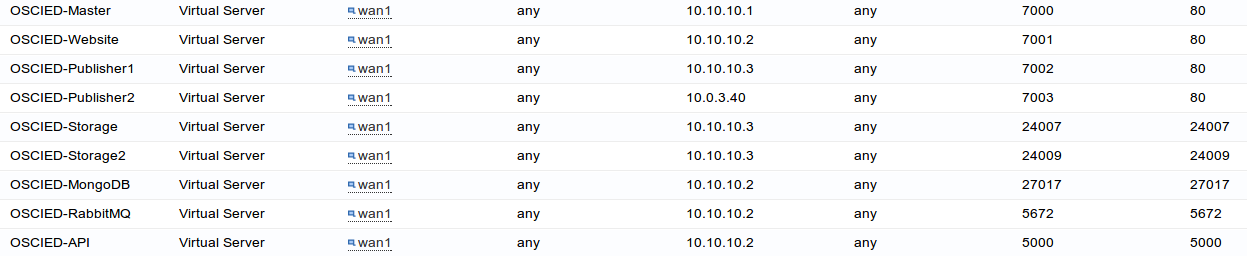 OSCIED-Master Virtual Server wan1 any 10.10.10.1 any 7000 80
OSCIED-Website Virtual Server wan1 any 10.10.10.2 any 7001 80
OSCIED-Publisher1 Virtual Server wan1 any 10.10.10.3 any 7002 80
OSCIED-Publisher2 Virtual Server wan1 any 10.0.3.40 any 7003 80
OSCIED-Storage Virtual Server wan1 any 10.10.10.3 any 24007 24007
OSCIED-Storage2 Virtual Server wan1 any 10.10.10.3 any 24009 24009
OSCIED-MongoDB Virtual Server wan1 any 10.10.10.2 any 27017 27017
OSCIED-RabbitMQ Virtual Server wan1 any 10.10.10.2 any 5672 5672
OSCIED-API Virtual Server wan1 any 10.10.10.2 any 5000 5000